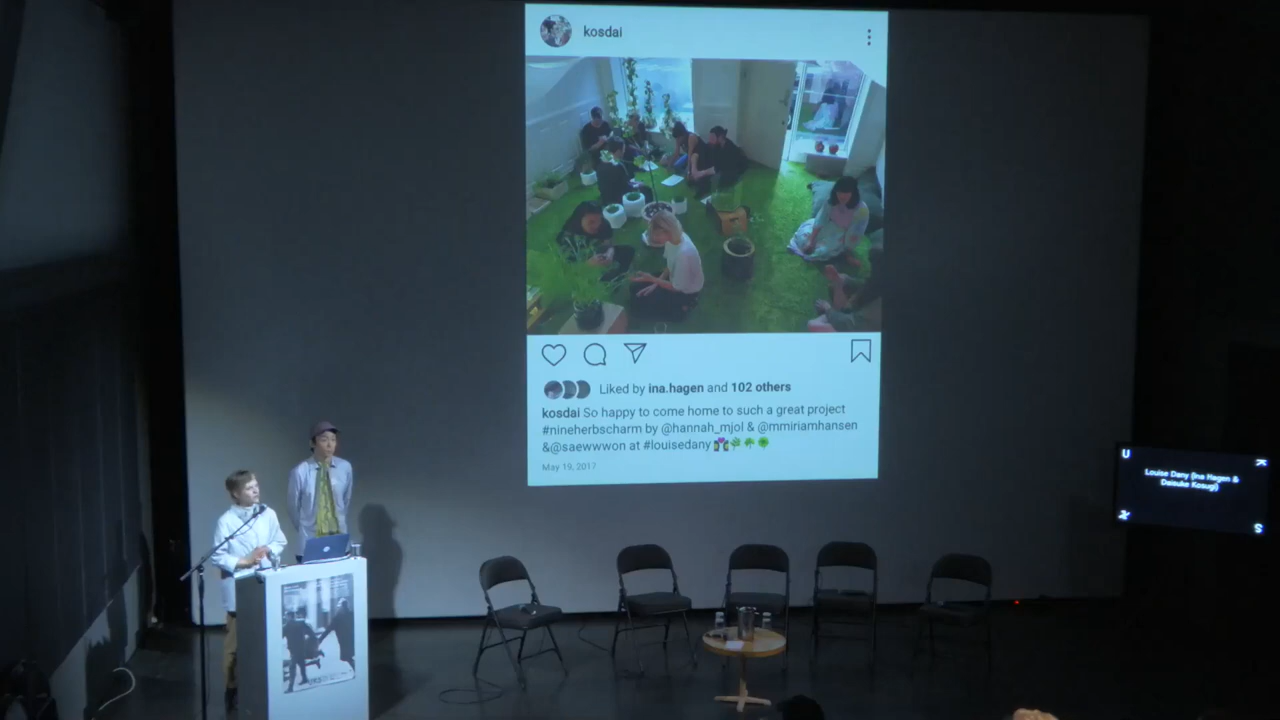 kosdai
Liked by ina.hagen and 102 others
kosdai So happy to come home to such a great project
#nineherbscharm by @hannah_mjol & @mmiriamhansen
&@saewwwon at #louisedany
May 19, 2017
U
Louise Dany (Ina Hagen &
Daisuke Kosugi)
S